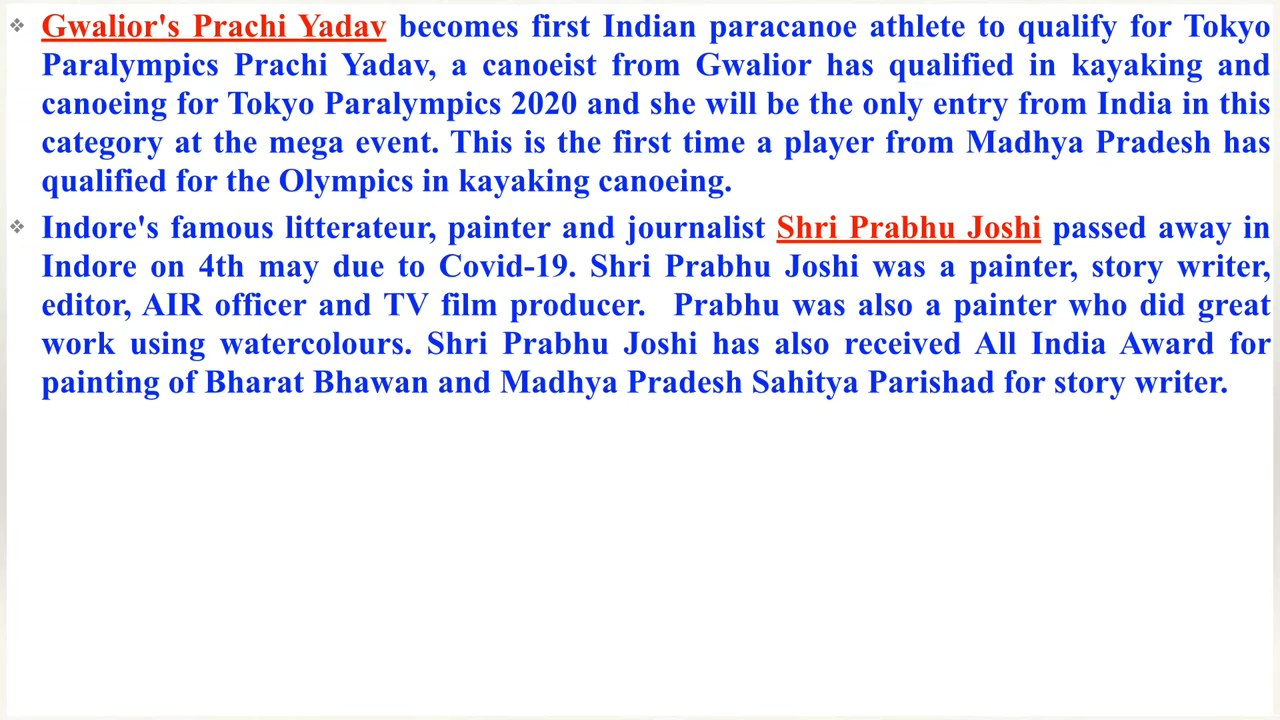 Gwalior's Prachi Yadav becomes first Indian paracanoe athlete to qualify for Tokyo
Paralympics Prachi Yadav, a canoeist from Gwalior has qualified in kayaking and
canoeing for Tokyo Paralympics 2020 and she will be the only entry from India in this
category at the mega event. This is the first time a player from Madhya Pradesh has
qualified for the Olympics in kayaking canoeing.
Indore's famous litterateur, painter and journalist Shri Prabhu Joshi passed away in
Indore on 4th may due to Covid-19. Shri Prabhu Joshi was a painter, story writer,
editor, AIR officer and TV film producer.  Prabhu was also a painter who did great
work using watercolours. Shri Prabhu Joshi has also received All India Award for
painting of Bharat Bhawan and Madhya Pradesh Sahitya Parishad for story writer.